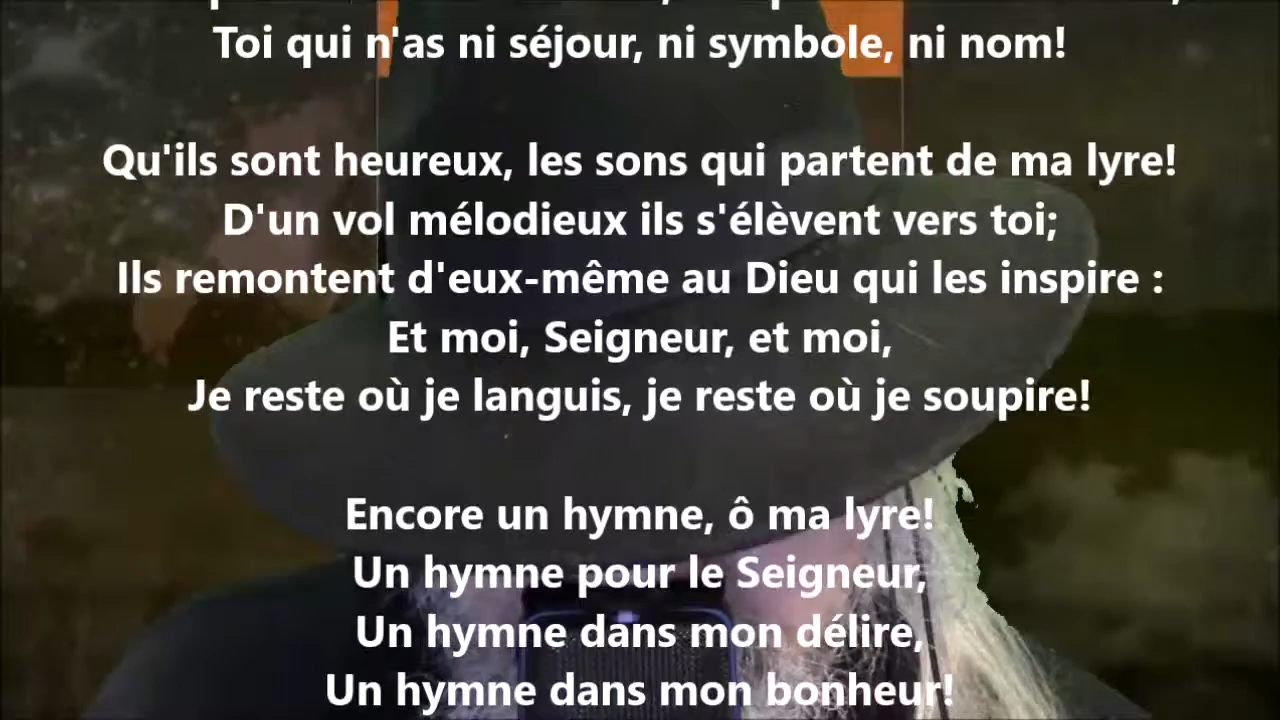 Toi qui n'as ni séjour, ni symbole, ni nom!
Qu'ils sont heureux, les sons qui partent de ma lyre!
D'un vol mélodieux ils s'élèvent vers toi;
Ils remontent d'eux-même au Dieu qui les inspire :
Et moi, Seigneur, et moi,
Je reste où je languis, je reste où je soupire!
Encore un hymne, ô ma lyre!
Un hymne pour le Seigneur,
Un hymne dans mon délire,
Un hymne dans mon bonheur!